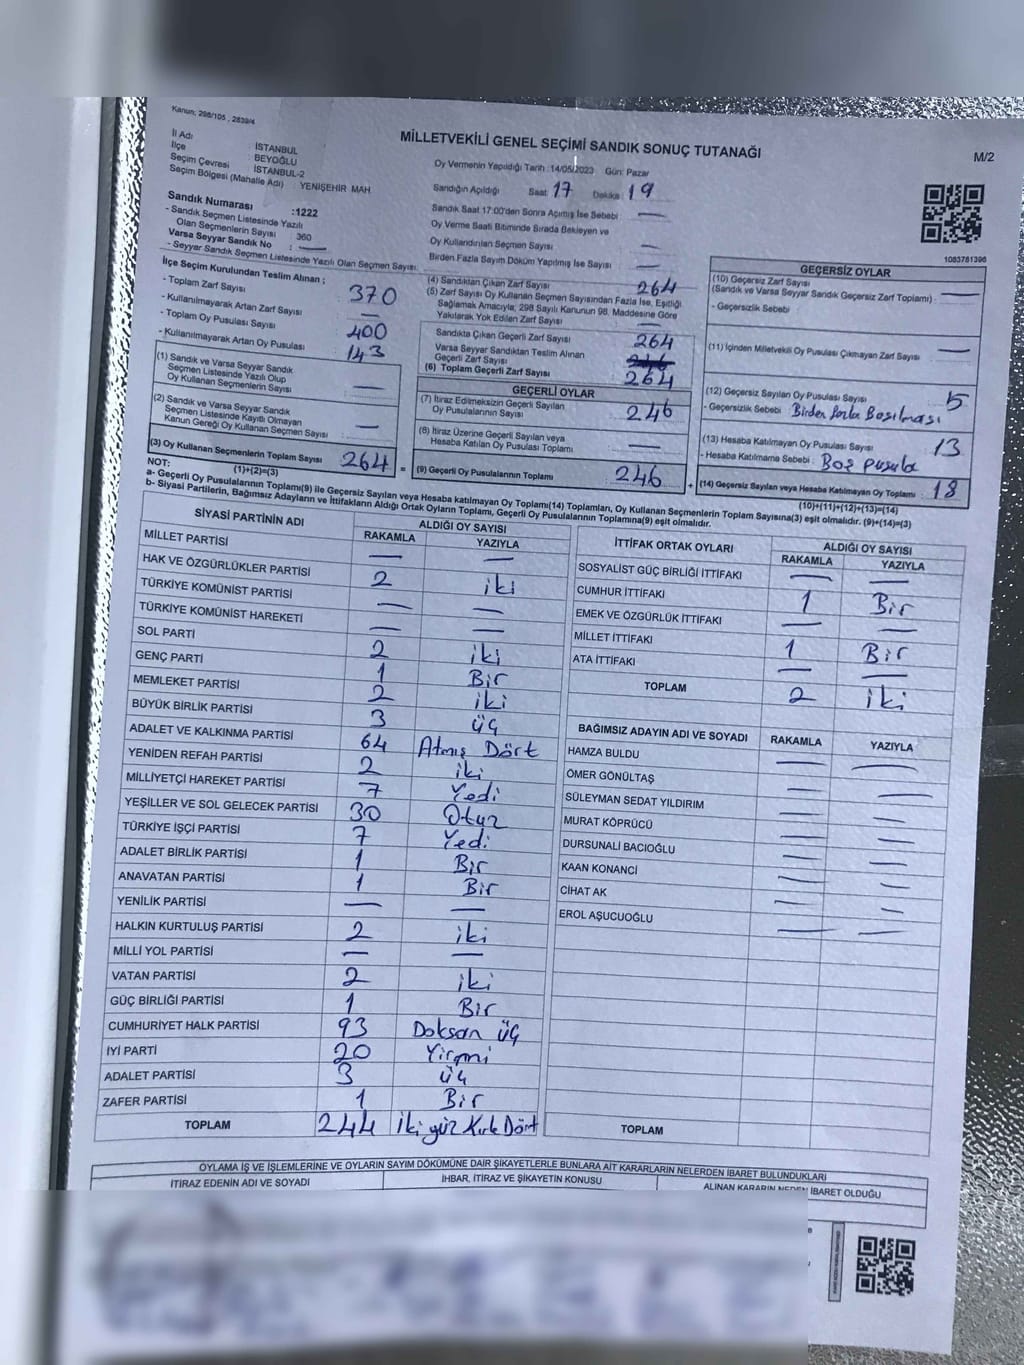 Kanun; 298/105 , 2839/4
MİLLETVEKİLİ GENEL SEÇİMİ SANDIK SONUÇ TUTANAĞI
M/2
İl Adı : İSTANBUL
İlçe : BEYOĞLU
Seçim Çevresi : İSTANBUL-2
Seçim Bölgesi (Mahalle Adı) : YENİŞEHİR MAH.
Oy Vermenin Yapıldığı Tarih :14/05/2023 Gün: Pazar
Sandığın Açıldığı Saat 17 Dakika 19
Sandık Saat 17:00'den Sonra Açılmış İse Sebebi : —
Oy Verme Saati Bitiminde Sırada Bekleyen ve
Oy Kullandırılan Seçmen Sayısı : —
Birden Fazla Sayım Döküm Yapılmış İse Sayısı : —
Sandık Numarası :1222
- Sandık Seçmen Listesinde Yazılı
Olan Seçmenlerin Sayısı : 360
Varsa Seyyar Sandık No : —
- Seyyar Sandık Seçmen Listesinde Yazılı Olan Seçmen Sayısı:
1083781396
İlçe Seçim Kurulundan Teslim Alınan ;
- Toplam Zarf Sayısı : 370
- Kullanılmayarak Artan Zarf Sayısı : —
- Toplam Oy Pusulası Sayısı : 400
- Kullanılmayarak Artan Oy Pusulası : 143
(1) Sandık ve Varsa Seyyar Sandık
Seçmen Listesinde Yazılı Olup
Oy Kullanan Seçmenlerin Sayısı : —
(2) Sandık ve Varsa Seyyar Sandık
Seçmen Listesinde Kayıtlı Olmayan
Kanun Gereği Oy Kullanan Seçmen Sayısı : —
(3) Oy Kullanan Seçmenlerin Toplam Sayısı 264 =
(1)+(2)=(3)
(4) Sandıktan Çıkan Zarf Sayısı : 264
(5) Zarf Sayısı Oy Kullanan Seçmen Sayısından Fazla İse, Eşitliği
Sağlamak Amacıyla; 298 Sayılı Kanunun 98. Maddesine Göre
Yakılarak Yok Edilen Zarf Sayısı : —
Sandıkta Çıkan Geçerli Zarf Sayısı : 264
Varsa Seyyar Sandıktan Teslim Alınan
Geçerli Zarf Sayısı
(6) Toplam Geçerli Zarf Sayısı : 264
GEÇERLİ OYLAR
(7) İtiraz Edilmeksizin Geçerli Sayılan
Oy Pusulalarının Sayısı : 246
(8) İtiraz Üzerine Geçerli Sayılan veya
Hesaba Katılan Oy Pusulası Toplamı : —
(9) Geçerli Oy Pusulalarının Toplamı : 246 +
GEÇERSİZ OYLAR
(10) Geçersiz Zarf Sayısı
(Sandık ve Varsa Seyyar Sandık Geçersiz Zarf Toplamı) : —
- Geçersizlik Sebebi
(11) İçinden Milletvekili Oy Pusulası Çıkmayan Zarf Sayısı : —
(12) Geçersiz Sayılan Oy Pusulası Sayısı : 5
- Geçersizlik Sebebi : Birden fazla Basılması
(13) Hesaba Katılmayan Oy Pusulası Sayısı : 13
- Hesaba Katılmama Sebebi : Boş pusula
(14) Geçersiz Sayılan veya Hesaba Katılmayan Oy Toplamı : 18
(10)+(11)+(12)+(13)=(14)
NOT:
a- Geçerli Oy Pusulalarının Toplamı(9) ile Geçersiz Sayılan veya Hesaba katılmayan Oy Toplamı(14) Toplamları, Oy Kullanan Seçmenlerin Toplam Sayısına(3) eşit olmalıdır. (9)+(14)=(3)
b- Siyasi Partilerin, Bağımsız Adayların ve İttifakların Aldığı Ortak Oyların Toplamı, Geçerli Oy Pusulalarının Toplamına(9) eşit olmalıdır.
SİYASİ PARTİNİN ADI ALDIĞI OY SAYISI
RAKAMLA YAZIYLA
MİLLET PARTİSİ — —
HAK VE ÖZGÜRLÜKLER PARTİSİ 2 iki
TÜRKİYE KOMÜNİST PARTİSİ — —
TÜRKİYE KOMÜNİST HAREKETİ — —
SOL PARTİ 2 iki
GENÇ PARTİ 1 Bir
MEMLEKET PARTİSİ 2 iki
BÜYÜK BİRLİK PARTİSİ 3 üç
ADALET VE KALKINMA PARTİSİ 64 Atmış Dört
YENİDEN REFAH PARTİSİ 2 iki
MİLLİYETÇİ HAREKET PARTİSİ 7 Yedi
YEŞİLLER VE SOL GELECEK PARTİSİ 30 Otuz
TÜRKİYE İŞÇİ PARTİSİ 7 Yedi
ADALET BİRLİK PARTİSİ 1 Bir
ANAVATAN PARTİSİ 1 Bir
YENİLİK PARTİSİ — —
HALKIN KURTULUŞ PARTİSİ 2 iki
MİLLİ YOL PARTİSİ — —
VATAN PARTİSİ 2 iki
GÜÇ BİRLİĞİ PARTİSİ 1 Bir
CUMHURİYET HALK PARTİSİ 93 Doksan üç
İYİ PARTİ 20 Yirmi
ADALET PARTİSİ 3 üç
ZAFER PARTİSİ 1 Bir
TOPLAM 244 iki yüz Kırk Dört
İTTİFAK ORTAK OYLARI ALDIĞI OY SAYISI
RAKAMLA YAZIYLA
SOSYALİST GÜÇ BİRLİĞİ İTTİFAKI — —
CUMHUR İTTİFAKI 1 Bir
EMEK VE ÖZGÜRLÜK İTTİFAKI — —
MİLLET İTTİFAKI 1 Bir
ATA İTTİFAKI — —
TOPLAM 2 iki
BAĞIMSIZ ADAYIN ADI VE SOYADI RAKAMLA YAZIYLA
HAMZA BULDU — —
ÖMER GÖNÜLTAŞ — —
SÜLEYMAN SEDAT YILDIRIM — —
MURAT KÖPRÜCÜ — —
DURSUNALİ BACIOĞLU — —
KAAN KONANCİ — —
CİHAT AK — —
EROL AŞUCUOĞLU — —
TOPLAM
OYLAMA İŞ VE İŞLEMLERİNE VE OYLARIN SAYIM DÖKÜMÜNE DAİR ŞİKAYETLERLE BUNLARA AİT KARARLARIN NELERDEN İBARET BULUNDUKLARI
İTİRAZ EDENİN ADI VE SOYADI İHBAR, İTİRAZ VE ŞİKAYETİN KONUSU ALINAN KARARIN NEDEN İBARET OLDUĞU